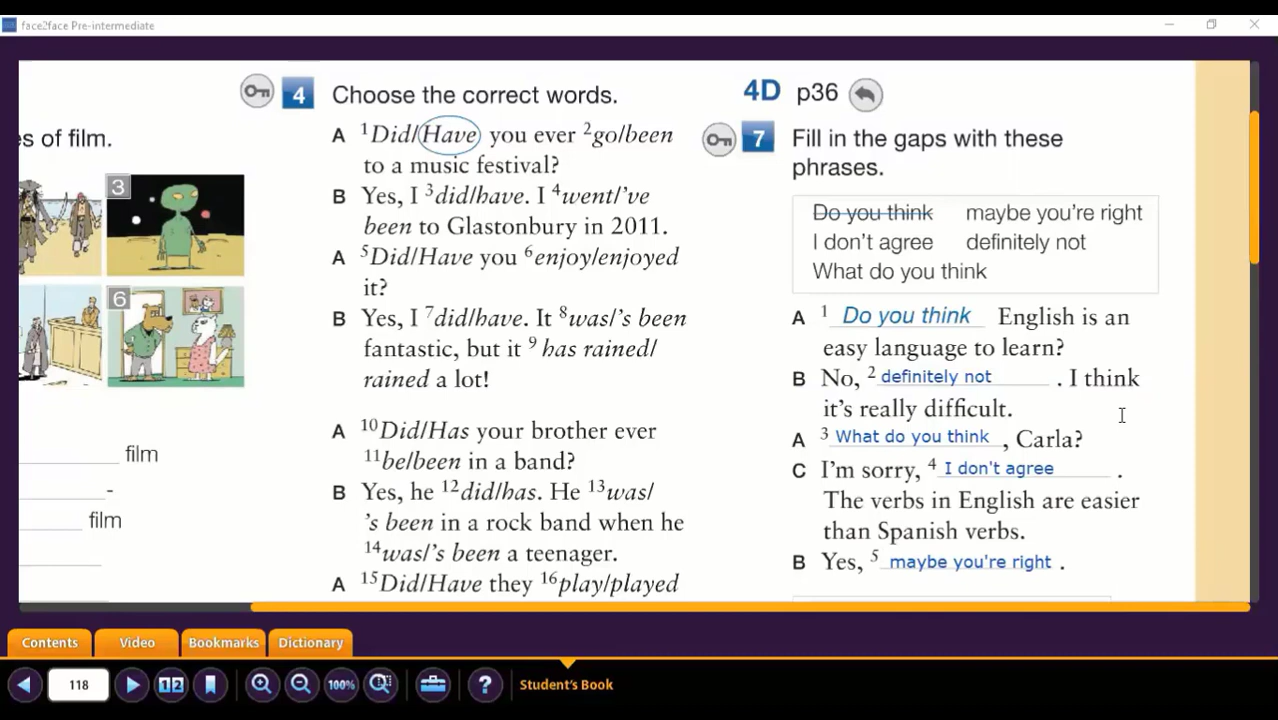 face2face Pre-intermediate
es of film.
3
6
film
-
film
4 Choose the correct words.
A 1Did/Have you ever 2go/been
to a music festival?
B Yes, I 3did/have. I 4went/'ve
been to Glastonbury in 2011.
A 5Did/Have you 6enjoy/enjoyed
it?
B Yes, I 7did/have. It 8was/'s been
fantastic, but it 9 has rained/
rained a lot!
A 10Did/Has your brother ever
11be/been in a band?
B Yes, he 12did/has. He 13was/
's been in a rock band when he
14was/'s been a teenager.
A 15Did/Have they 16play/played
4D p36
7 Fill in the gaps with these
phrases.
Do you think maybe you're right
I don't agree definitely not
What do you think
A 1 Do you think English is an
easy language to learn?
B No, 2 definitely not . I think
it's really difficult.
A 3 What do you think , Carla?
C I'm sorry, 4 I don't agree .
The verbs in English are easier
than Spanish verbs.
B Yes, 5 maybe you're right .
Contents Video Bookmarks Dictionary
118 12 100% ? Student's Book